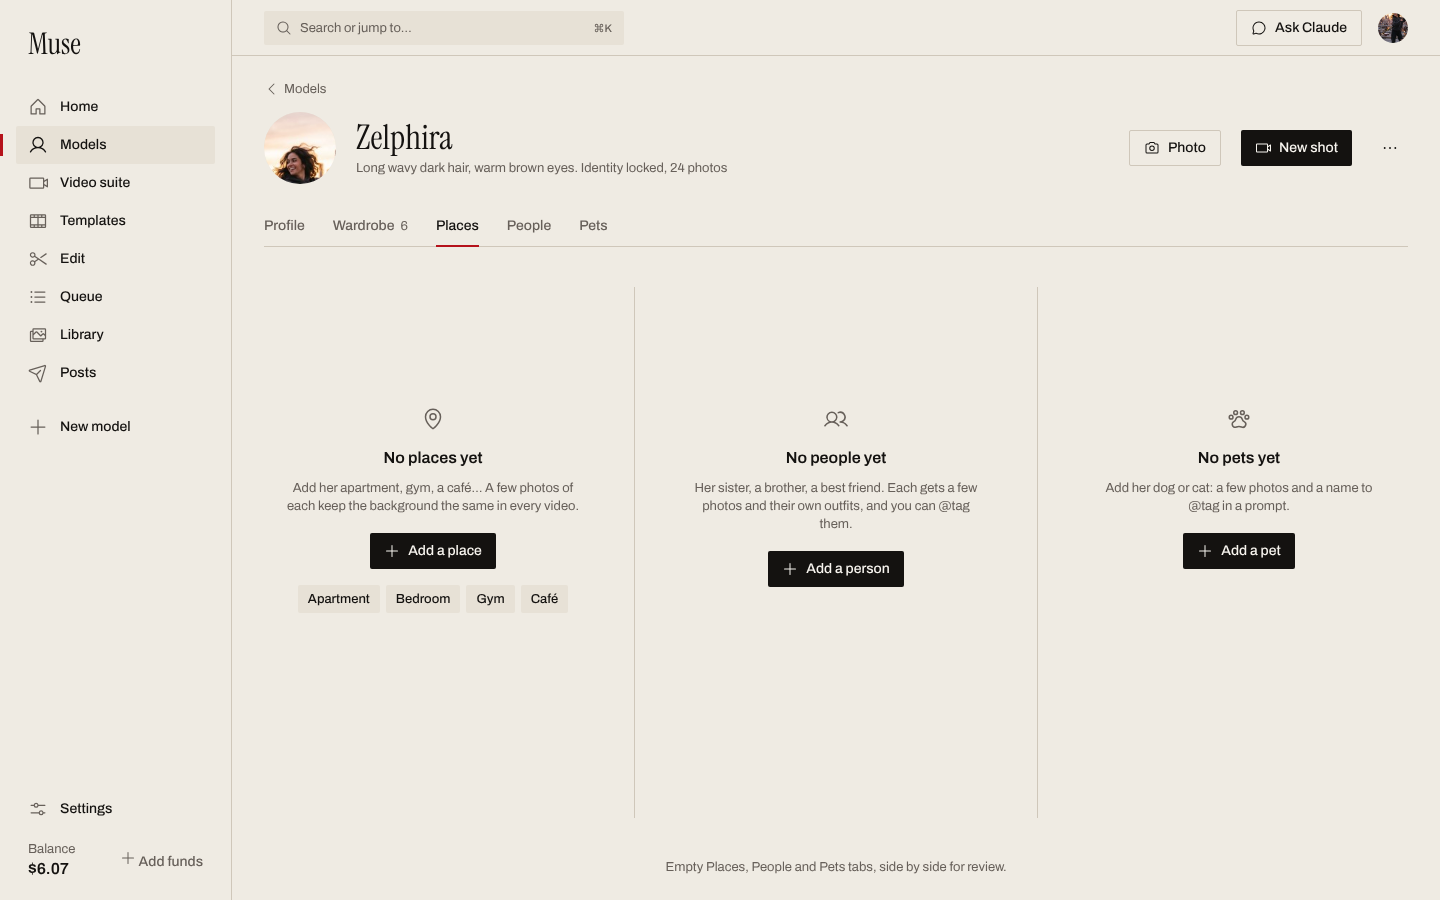 Muse
Search or jump to...
⌘K
Ask Claude
Home
Models
Video suite
Templates
Edit
Queue
Library
Posts
New model
Settings
Balance
$6.07
Add funds
Models
Zelphira
Long wavy dark hair, warm brown eyes. Identity locked, 24 photos
Photo
New shot
Profile
Wardrobe 6
Places
People
Pets
No places yet
Add her apartment, gym, a café... A few photos of
each keep the background the same in every video.
Add a place
Apartment
Bedroom
Gym
Café
No people yet
Her sister, a brother, a best friend. Each gets a few
photos and their own outfits, and you can @tag
them.
Add a person
No pets yet
Add her dog or cat: a few photos and a name to
@tag in a prompt.
Add a pet
Empty Places, People and Pets tabs, side by side for review.